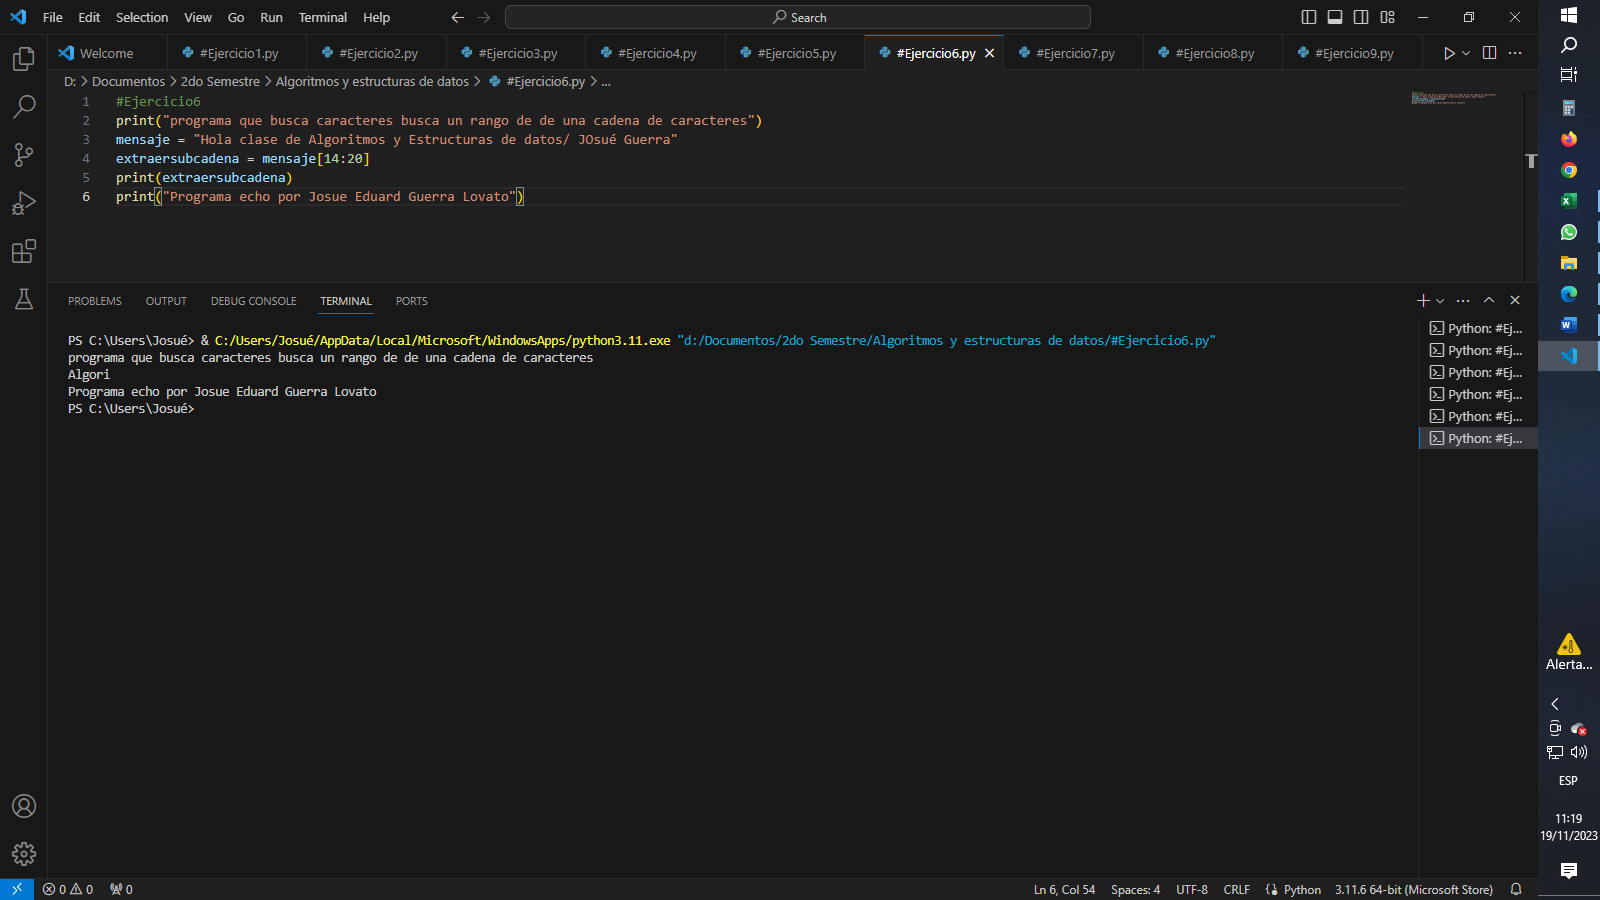 File Edit Selection View Go Run Terminal Help
Search
Welcome #Ejercicio1.py #Ejercicio2.py #Ejercicio3.py #Ejercicio4.py #Ejercicio5.py #Ejercicio6.py #Ejercicio7.py #Ejercicio8.py #Ejercicio9.py
D: > Documentos > 2do Semestre > Algoritmos y estructuras de datos > #Ejercicio6.py > ...
1 #Ejercicio6
2 print("programa que busca caracteres busca un rango de de una cadena de caracteres")
3 mensaje = "Hola clase de Algoritmos y Estructuras de datos/ JOsué Guerra"
4 extraersubcadena = mensaje[14:20]
5 print(extraersubcadena)
6 print("Programa echo por Josue Eduard Guerra Lovato")
PROBLEMS OUTPUT DEBUG CONSOLE TERMINAL PORTS
PS C:\Users\Josué> & C:/Users/Josué/AppData/Local/Microsoft/WindowsApps/python3.11.exe "d:/Documentos/2do Semestre/Algoritmos y estructuras de datos/#Ejercicio6.py"
programa que busca caracteres busca un rango de de una cadena de caracteres
Algori
Programa echo por Josue Eduard Guerra Lovato
PS C:\Users\Josué>
Python: #Ej...
Python: #Ej...
Python: #Ej...
Python: #Ej...
Python: #Ej...
Python: #Ej...
Alerta...
ESP
11:19
19/11/2023
0 0 0
Ln 6, Col 54 Spaces: 4 UTF-8 CRLF Python 3.11.6 64-bit (Microsoft Store)